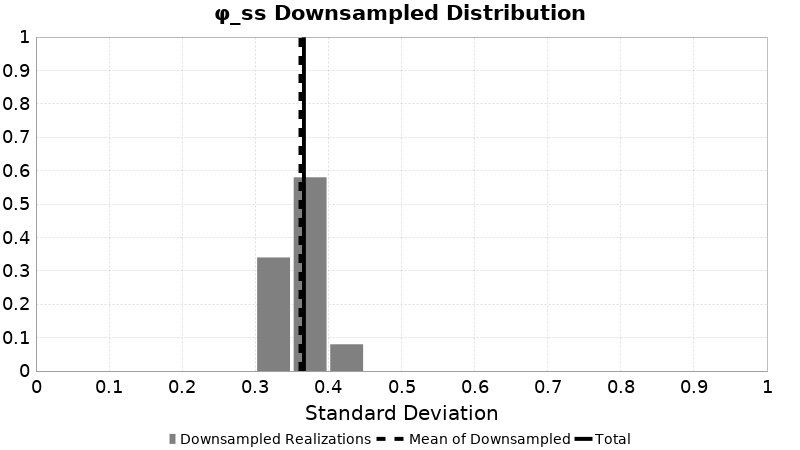 φ_ss Downsampled Distribution
1
0.9
0.8
0.7
0.6
0.5
0.4
0.3
0.2
0.1
0
0 0.1 0.2 0.3 0.4 0.5 0.6 0.7 0.8 0.9 1
Standard Deviation
Downsampled Realizations Mean of Downsampled Total